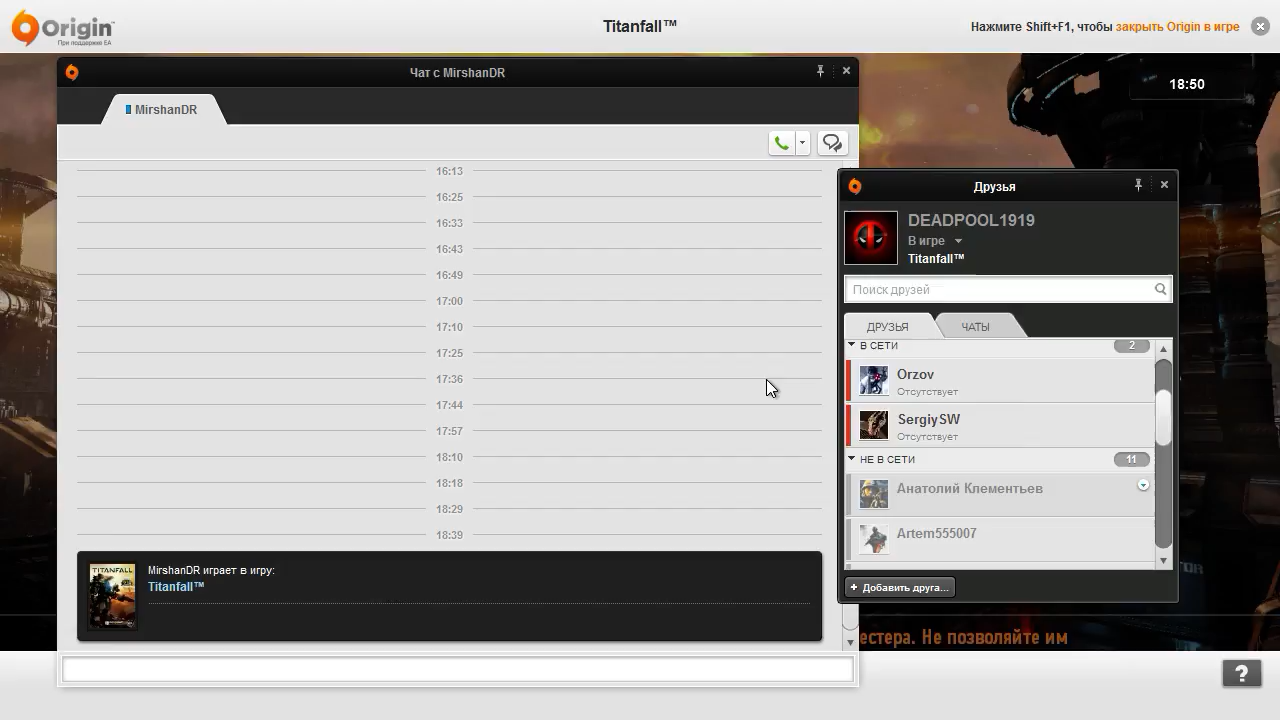 Origin™
При поддержке EA
Titanfall™
Нажмите Shift+F1, чтобы закрыть Origin в игре
Чат с MirshanDR
18:50
MirshanDR
16:13
16:25
16:33
16:43
16:49
17:00
17:10
17:25
17:36
17:44
17:57
18:10
18:18
18:29
18:39
TITANFALL
MirshanDR играет в игру:
Titanfall™
Друзья
DEADPOOL1919
В игре
Titanfall™
Поиск друзей
ДРУЗЬЯ
ЧАТЫ
В СЕТИ 2
Orzov
Отсутствует
SergiySW
Отсутствует
НЕ В СЕТИ 11
Анатолий Клементьев
Artem555007
+ Добавить друга...
естера. Не позволяйте им
?